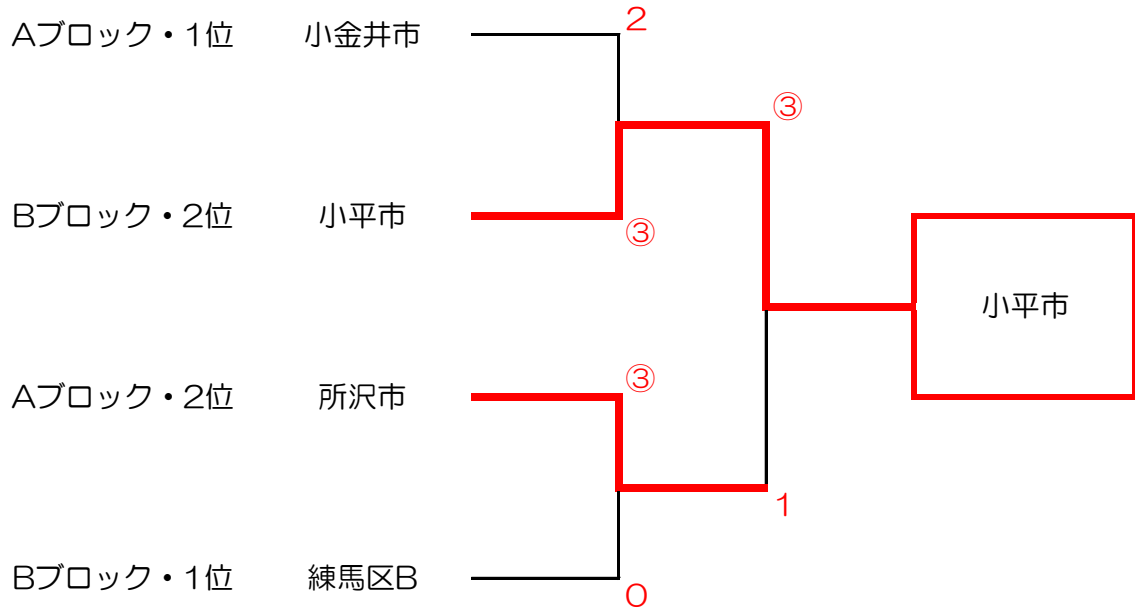 Aブロック・1位 小金井市 2
③
Bブロック・2位 小平市 ③
小平市
Aブロック・2位 所沢市 ③
1
Bブロック・1位 練馬区B 0